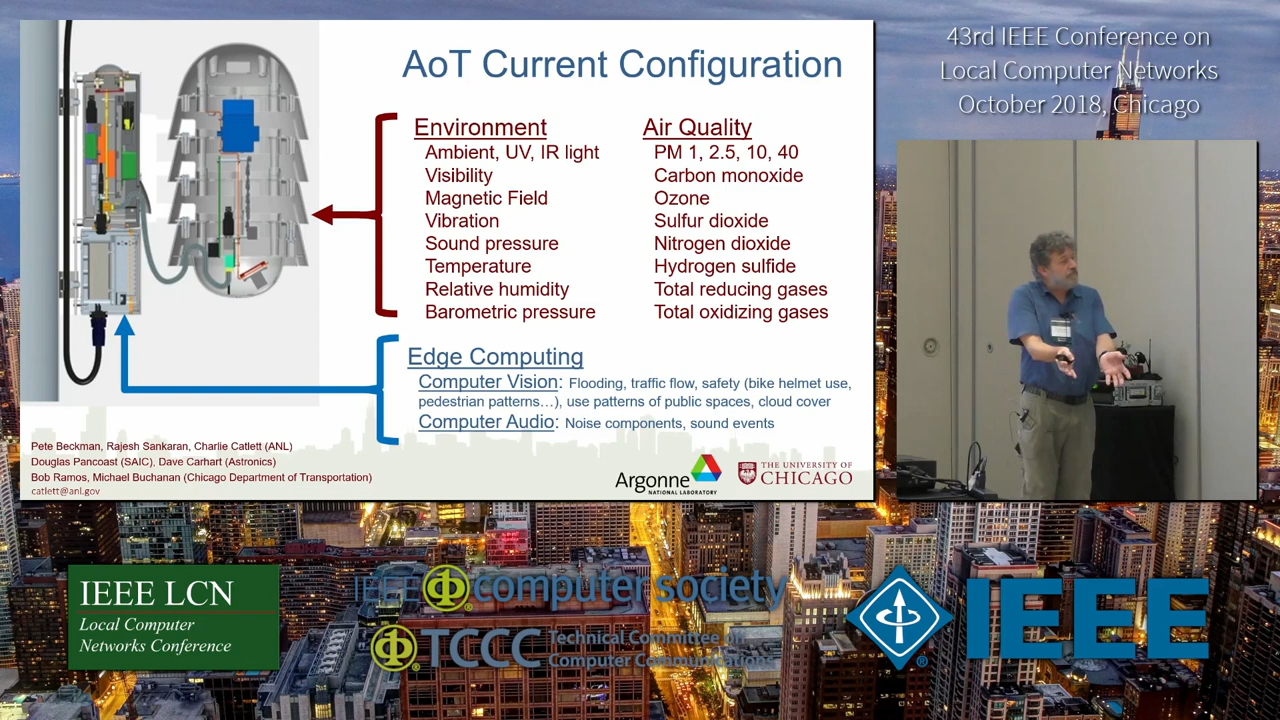 AoT Current Configuration
Environment
Ambient, UV, IR light
Visibility
Magnetic Field
Vibration
Sound pressure
Temperature
Relative humidity
Barometric pressure
Air Quality
PM 1, 2.5, 10, 40
Carbon monoxide
Ozone
Sulfur dioxide
Nitrogen dioxide
Hydrogen sulfide
Total reducing gases
Total oxidizing gases
Edge Computing
Computer Vision: Flooding, traffic flow, safety (bike helmet use,
pedestrian patterns…), use patterns of public spaces, cloud cover
Computer Audio: Noise components, sound events
Pete Beckman, Rajesh Sankaran, Charlie Catlett (ANL)
Douglas Pancoast (SAIC), Dave Carhart (Astronics)
Bob Ramos, Michael Buchanan (Chicago Department of Transportation)
catlett@anl.gov
Argonne
NATIONAL LABORATORY
THE UNIVERSITY OF
CHICAGO
43rd IEEE Conference on
Local Computer Networks
October 2018, Chicago
IEEE LCN
Local Computer
Networks Conference
IEEE computer society
TCCC Technical Committee on
Computer Communications
IEEE